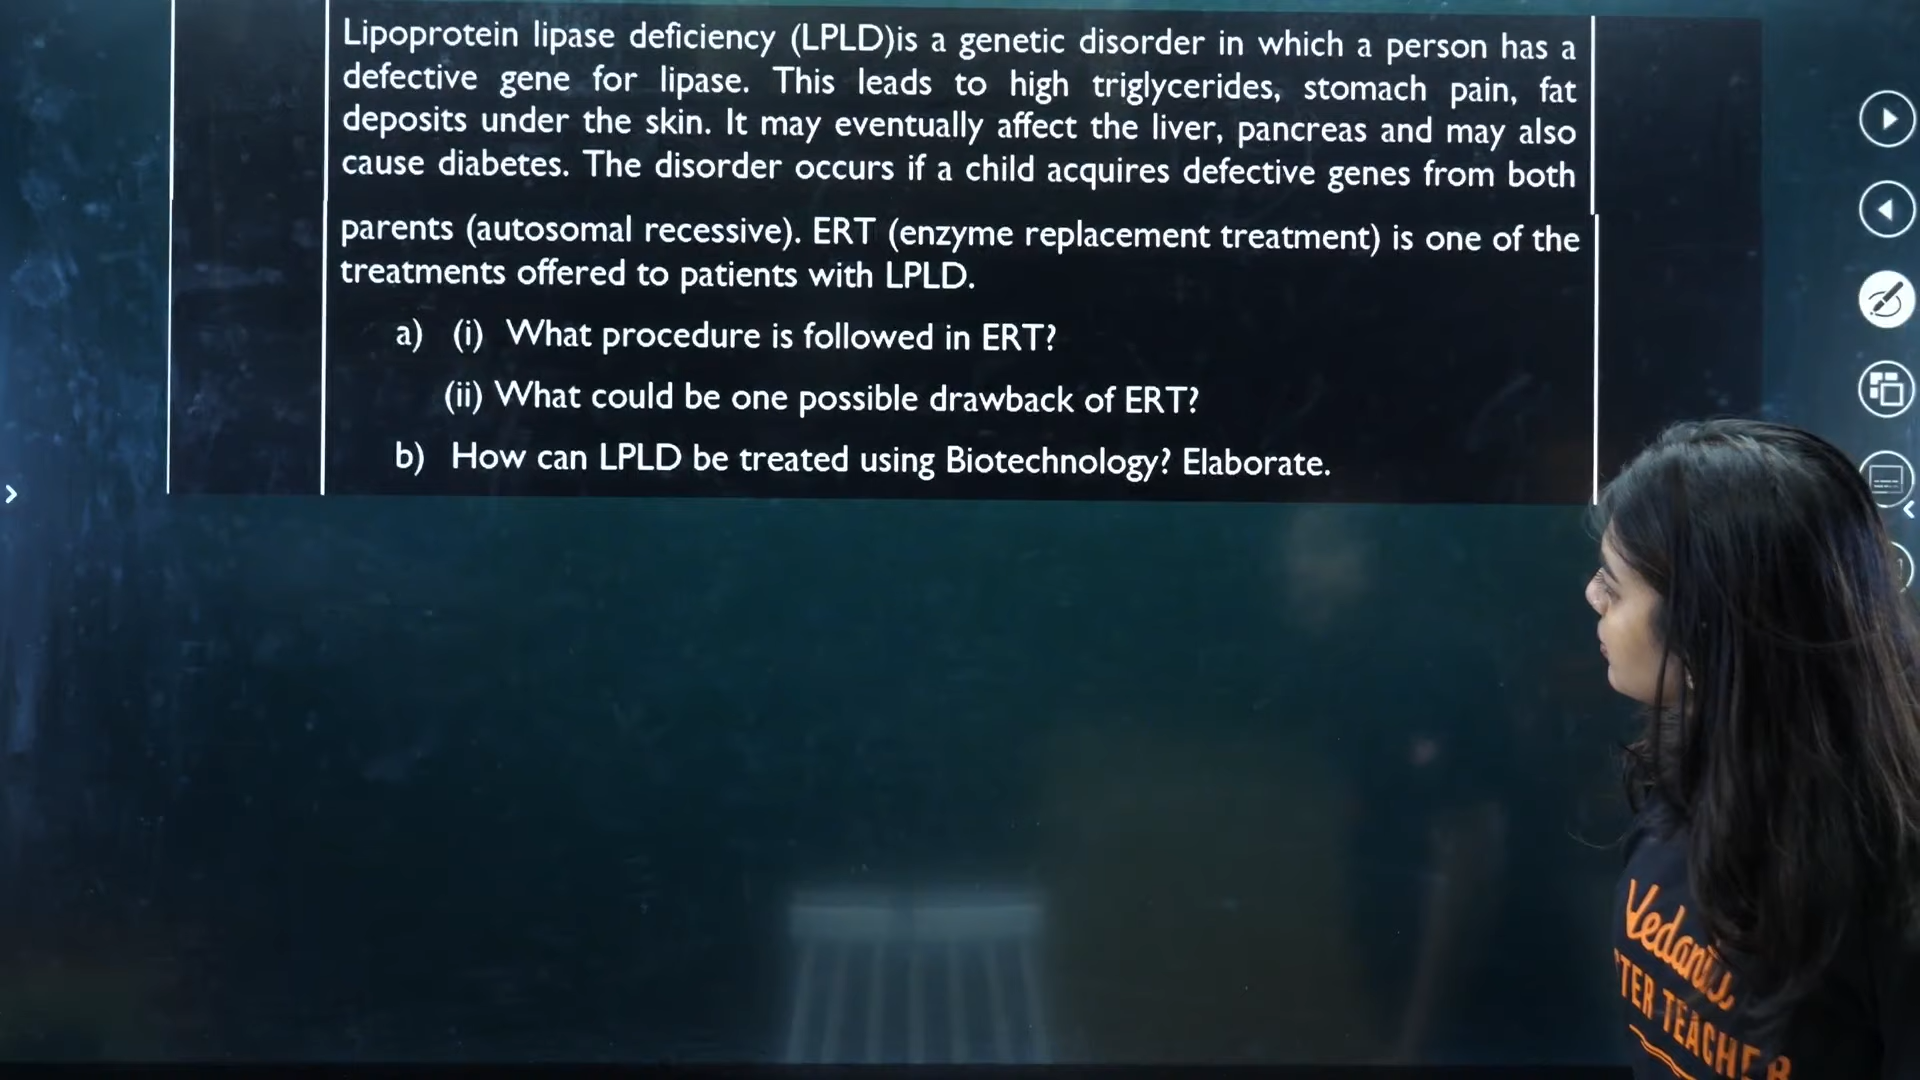 Lipoprotein lipase deficiency (LPLD)is a genetic disorder in which a person has a
defective gene for lipase. This leads to high triglycerides, stomach pain, fat
deposits under the skin. It may eventually affect the liver, pancreas and may also
cause diabetes. The disorder occurs if a child acquires defective genes from both
parents (autosomal recessive). ERT (enzyme replacement treatment) is one of the
treatments offered to patients with LPLD.
a) (i) What procedure is followed in ERT?
(ii) What could be one possible drawback of ERT?
b) How can LPLD be treated using Biotechnology? Elaborate.
TEACHER